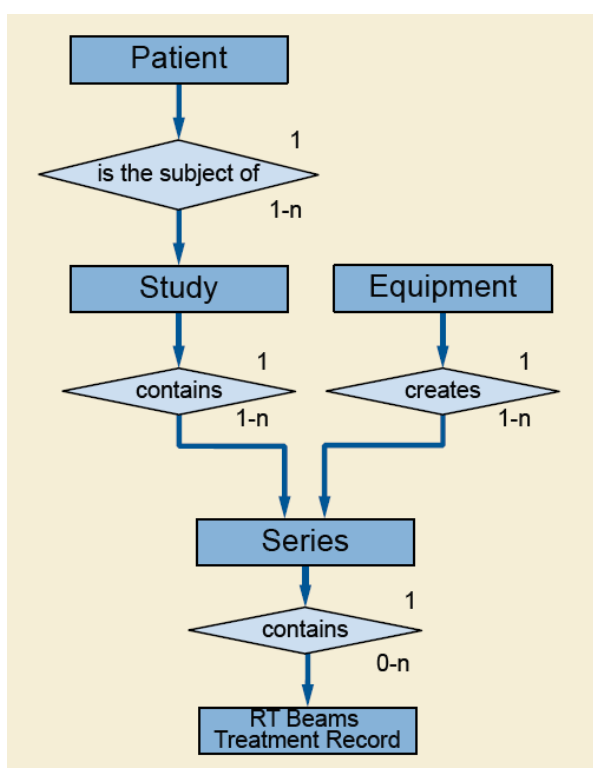 Patient
1
is the subject of
1-n
Study
Equipment
1
1
contains
creates
1-n
1-n
Series
1
contains
0-n
RT Beams
Treatment Record